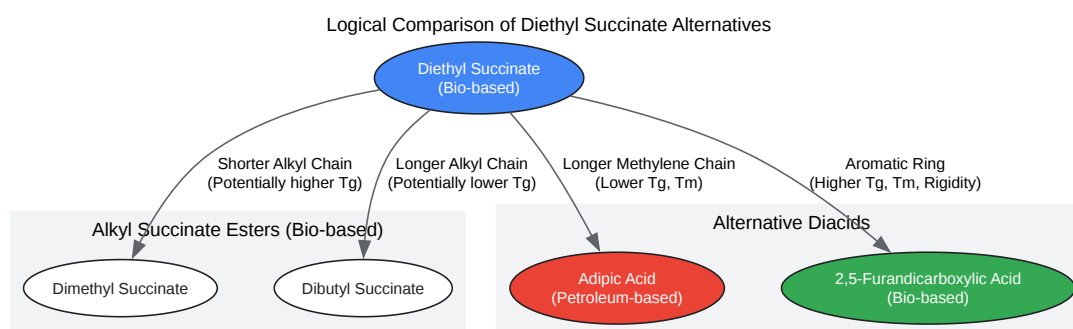 Logical Comparison of Diethyl Succinate Alternatives
Diethyl Succinate
(Bio-based)
Shorter Alkyl Chain
(Potentially higher Tg)
Longer Alkyl Chain
(Potentially lower Tg)
Longer Methylene Chain
(Lower Tg, Tm)
Aromatic Ring
(Higher Tg, Tm, Rigidity)
Alkyl Succinate Esters (Bio-based)
Dimethyl Succinate
Dibutyl Succinate
Alternative Diacids
Adipic Acid
(Petroleum-based)
2,5-Furandicarboxylic Acid
(Bio-based)